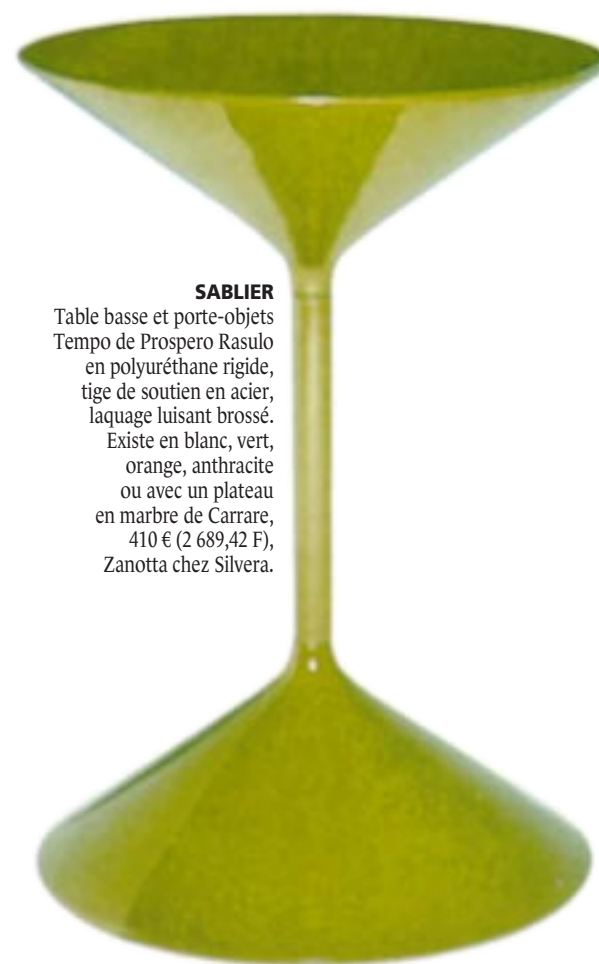 SABLIER
Table basse et porte-objets
Tempo de Prospero Rasulo
en polyuréthane rigide,
tige de soutien en acier,
laquage luisant brossé.
Existe en blanc, vert,
orange, anthracite
ou avec un plateau
en marbre de Carrare,
410 € (2 689,42 F),
Zanotta chez Silvera.